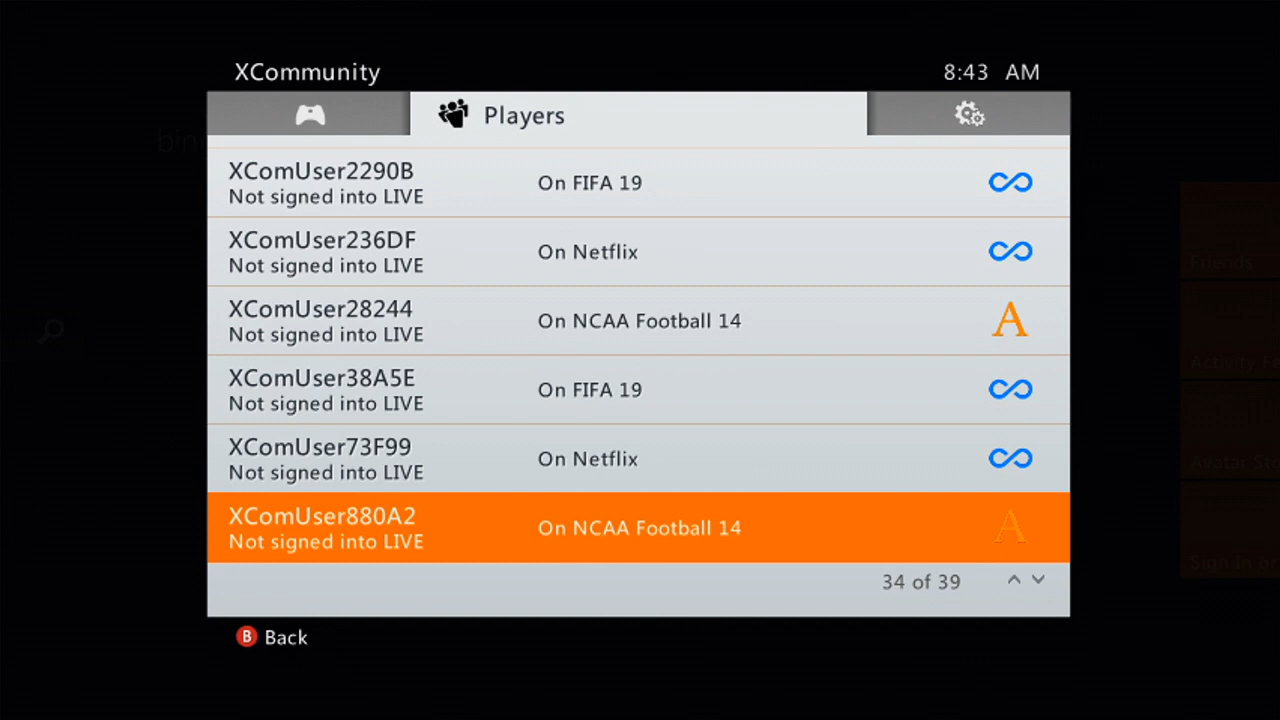 XCommunity
8:43 AM
Players
XComUser2290B
Not signed into LIVE
On FIFA 19
XComUser236DF
Not signed into LIVE
On Netflix
XComUser28244
Not signed into LIVE
On NCAA Football 14
A
XComUser38A5E
Not signed into LIVE
On FIFA 19
XComUser73F99
Not signed into LIVE
On Netflix
XComUser880A2
Not signed into LIVE
On NCAA Football 14
A
34 of 39
B Back
Friends
Activity